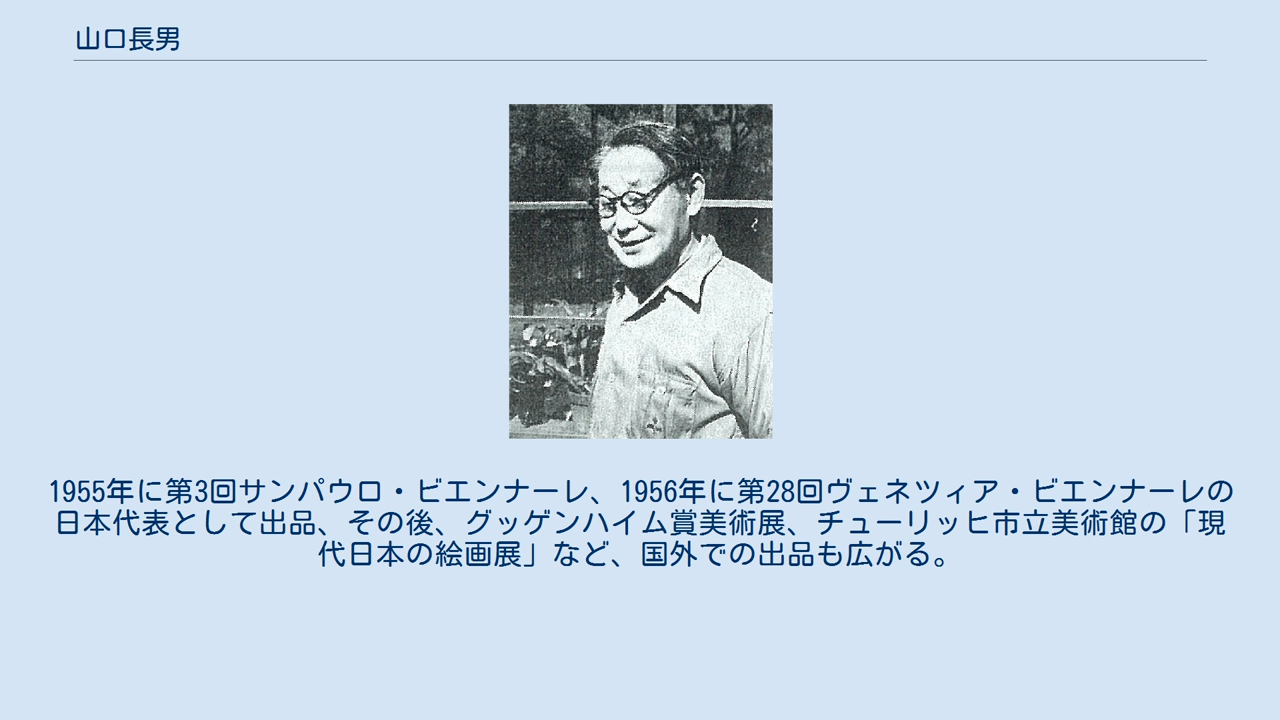 山口長男
1955年に第3回サンパウロ・ビエンナーレ、1956年に第28回ヴェネツィア・ビエンナーレの
日本代表として出品、その後、グッゲンハイム賞美術展、チューリッヒ市立美術館の「現
代日本の絵画展」など、国外での出品も広がる。